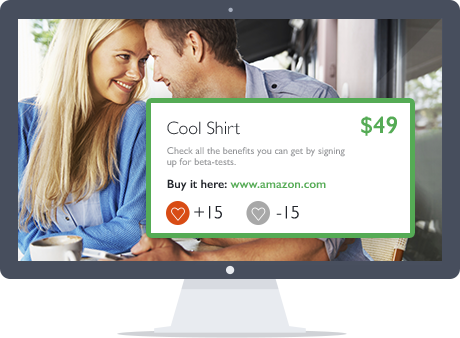 Cool Shirt
$49
Check all the benefits you can get by signing
up for beta-tests.
Buy it here: www.amazon.com
+15
-15